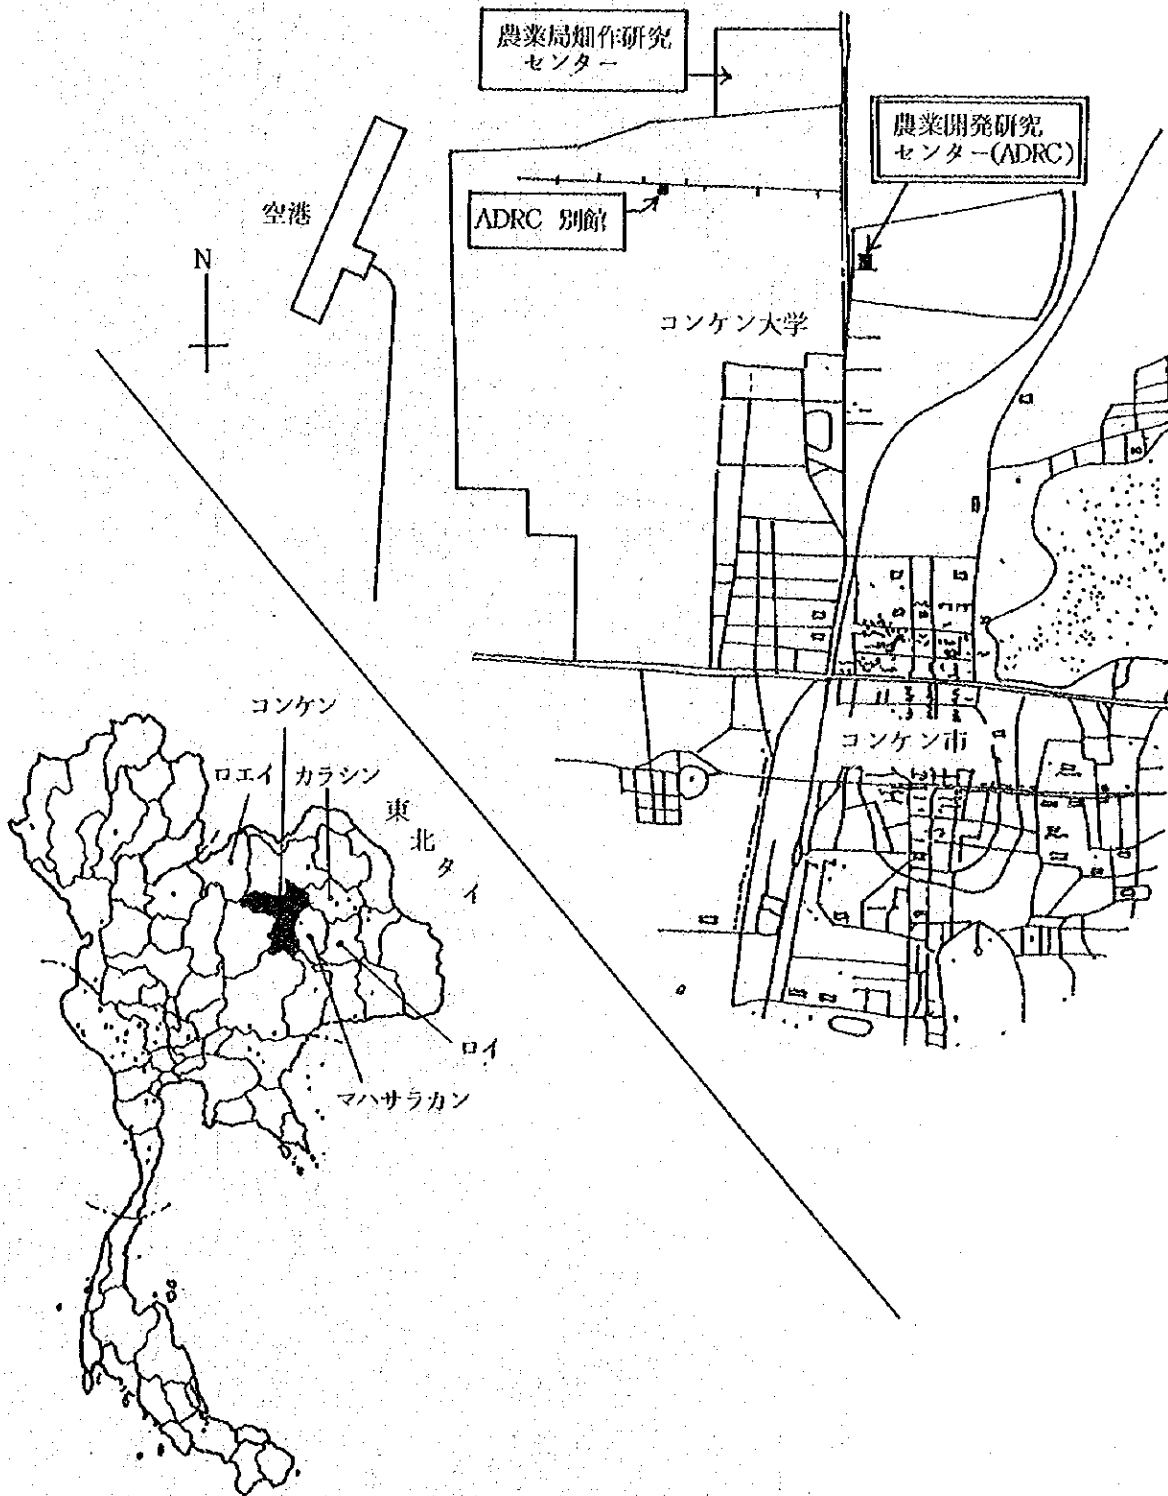 農業局畑作研究
センター
農業開発研究
センター(ADRC)
ADRC 別館
空港
N
コンケン大学
コンケン市
コンケン
ロエイ
カラシン
東北タイ
ロイ
マハサラカン